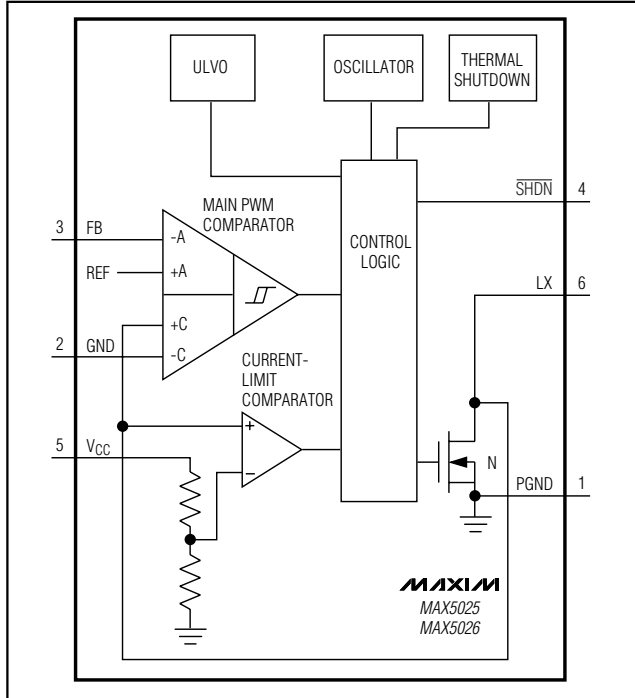 ULVO
OSCILLATOR
THERMAL
SHUTDOWN
SHDN 4
3 FB
MAIN PWM
COMPARATOR
-A
REF
+A
CONTROL
LOGIC
LX 6
+C
2 GND
-C
CURRENT-
LIMIT
COMPARATOR
+
5 VCC
−
N
PGND 1
MAXIM
MAX5025
MAX5026